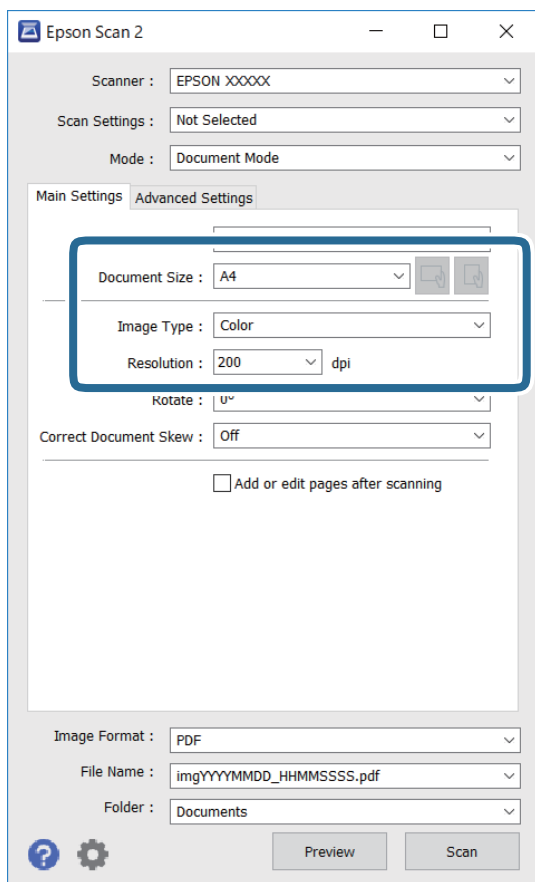 Epson Scan 2
Scanner : EPSON XXXXX
Scan Settings : Not Selected
Mode : Document Mode
Main Settings Advanced Settings
Document Size : A4
Image Type : Color
Resolution : 200 dpi
Rotate : 0º
Correct Document Skew : Off
Add or edit pages after scanning
Image Format : PDF
File Name : imgYYYYMMDD_HHMMSSSS.pdf
Folder : Documents
? Preview Scan